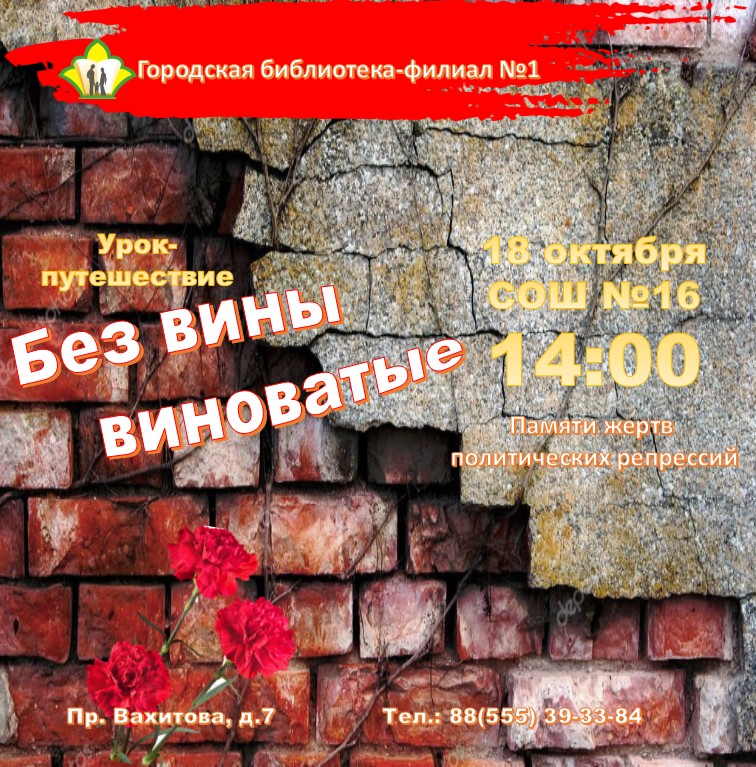 Городская библиотека-филиал №1
Урок-
путешествие
Без вины
виноватые
18 октября
СОШ №16
14:00
Памяти жертв
политических репрессий
Пр. Вахитова, д.7
Тел.: 88(555) 39-33-84